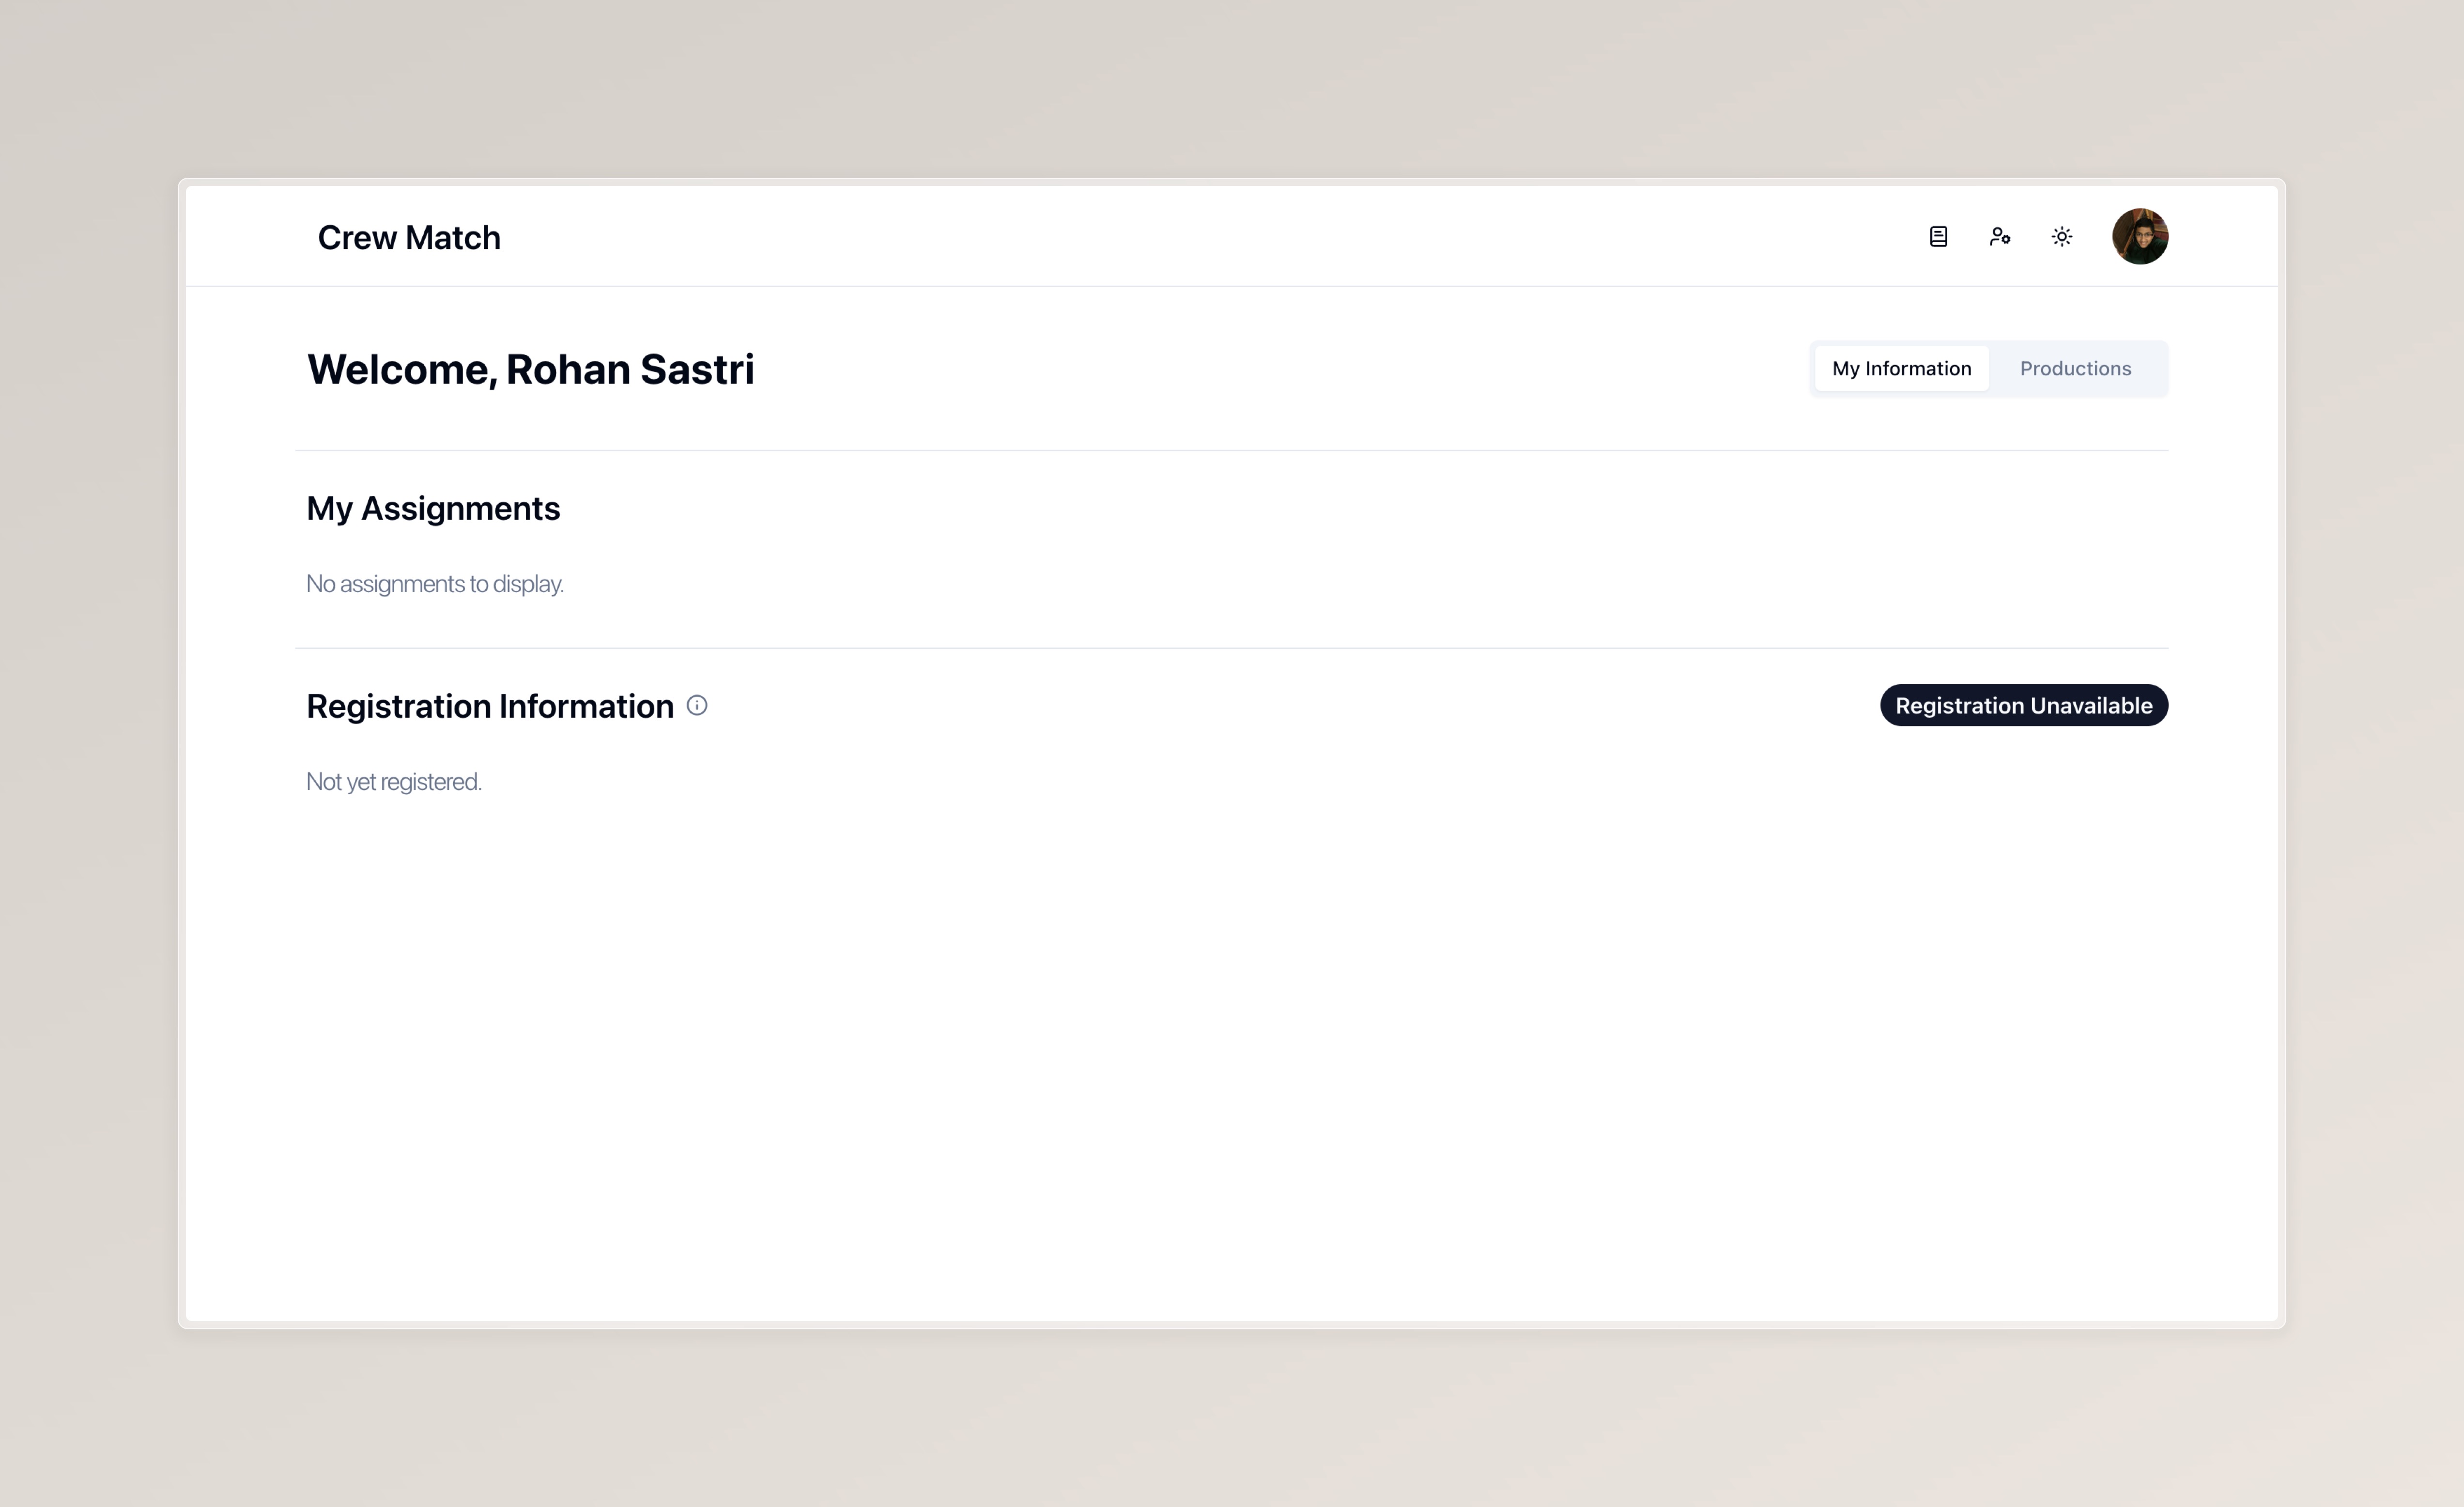 Crew Match
Welcome, Rohan Sastri
My Information
Productions
My Assignments
No assignments to display.
Registration Information
Registration Unavailable
Not yet registered.